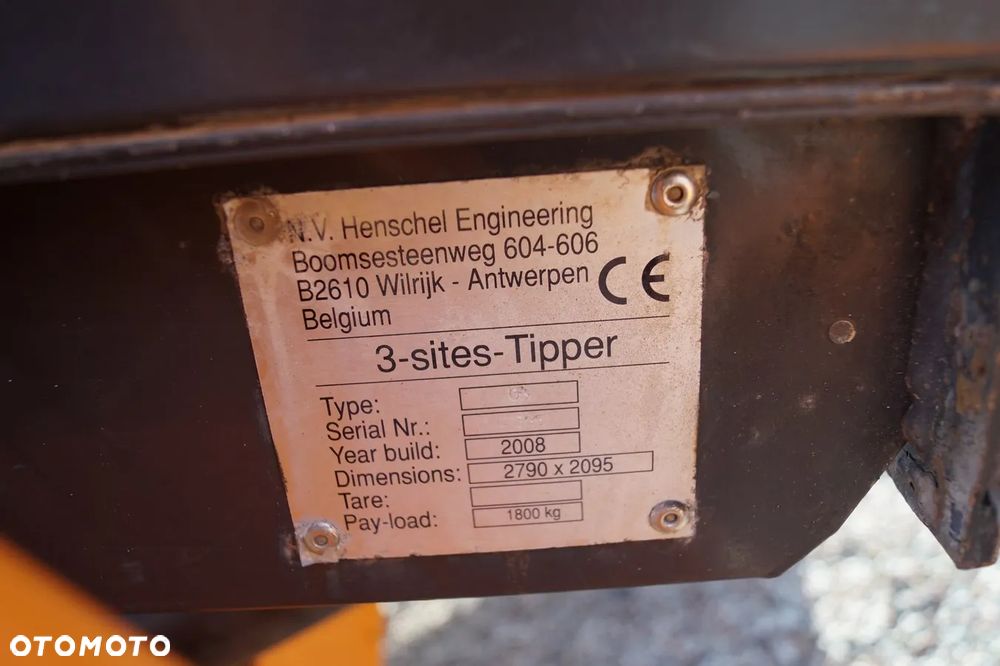 N.V. Henschel Engineering
Boomsesteenweg 604-606
B2610 Wilrijk - Antwerpen
Belgium
CE
3-sites-Tipper
Type:
Serial Nr.:
Year build: 2008
Dimensions: 2790 x 2095
Tare:
Pay-load: 1800 kg
OTOMOTO